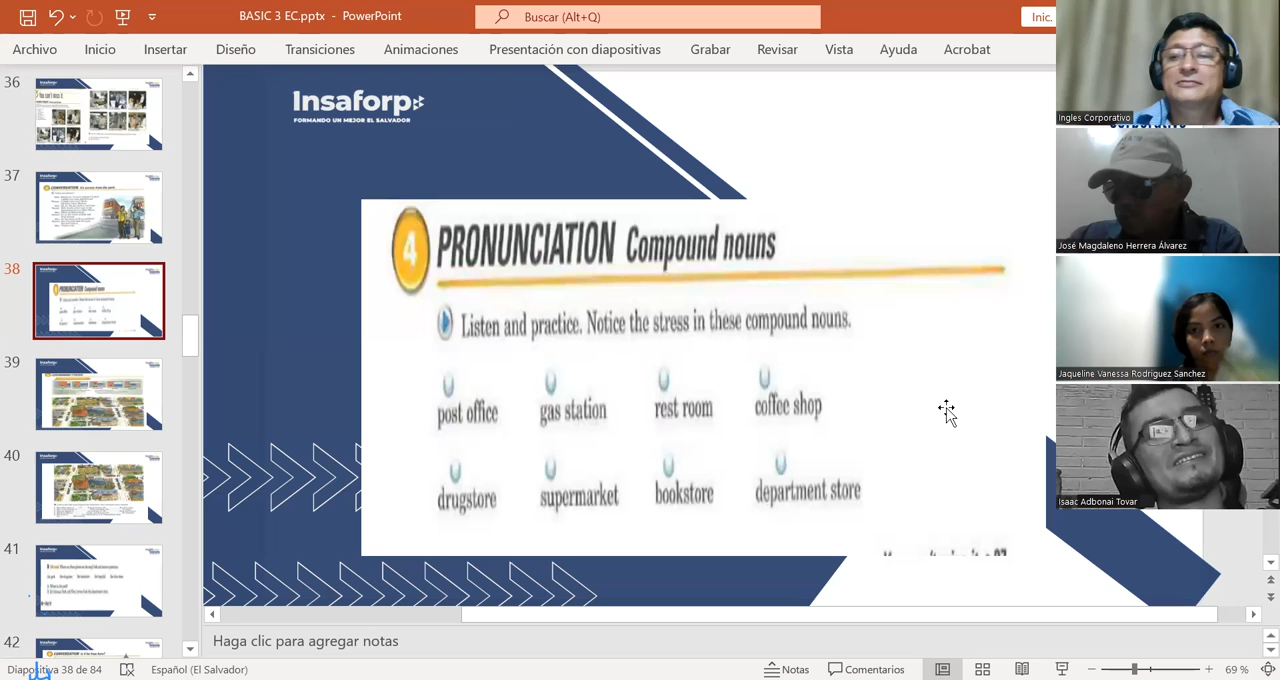 BASIC 3 EC.pptx - PowerPoint
Buscar (Alt+Q)
Inic.
Archivo Inicio Insertar Diseño Transiciones Animaciones Presentación con diapositivas Grabar Revisar Vista Ayuda Acrobat
Ingles Corporativo
José Magdaleno Herrera Álvarez
Jaqueline Vanessa Rodriguez Sanchez
Isaac Adbonai Tovar
36
37
38
39
40
41
42
Insaforp
FORMANDO UN MEJOR EL SALVADOR
4 PRONUNCIATION Compound nouns
Listen and practice. Notice the stress in these compound nouns.
post office gas station rest room coffee shop
drugstore supermarket bookstore department store
Haga clic para agregar notas
Diapositiva 38 de 84 Español (El Salvador) Notas Comentarios 69 %